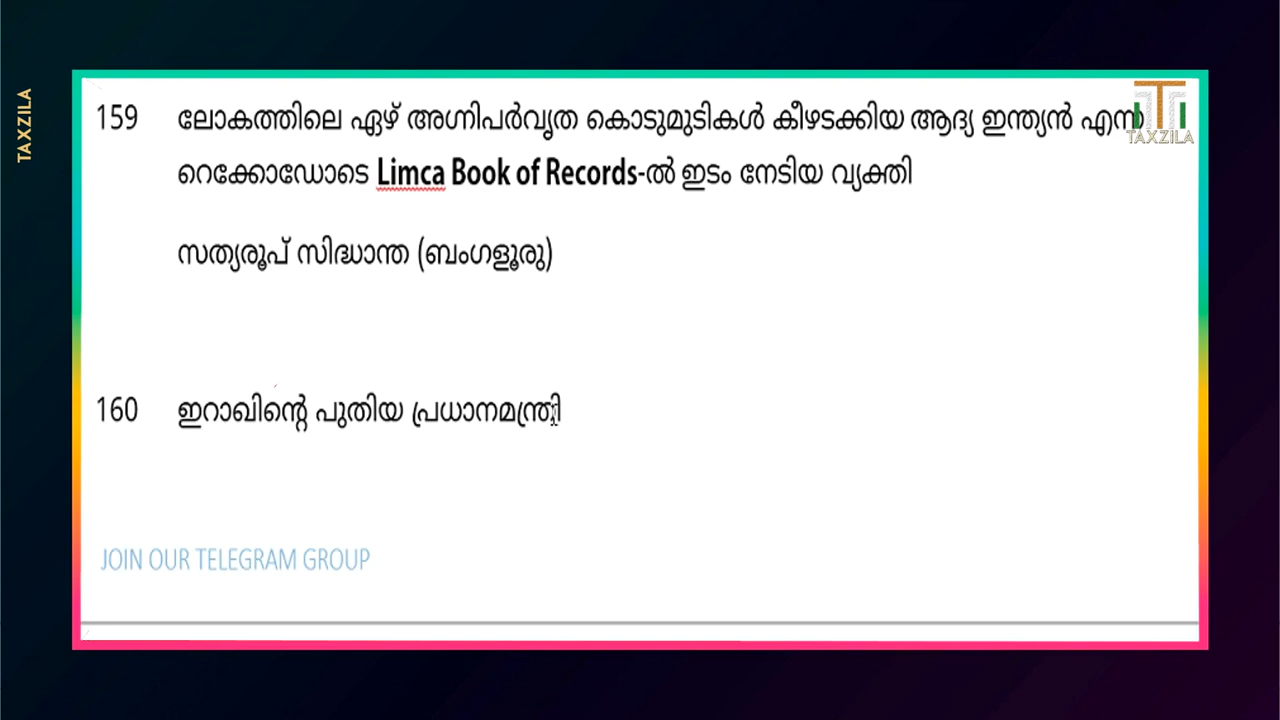 TAXZILA
159 ലോകത്തിലെ ഏഴ് അഗ്നിപർവ്വത കൊടുമുടികൾ കീഴടക്കിയ ആദ്യ ഇന്ത്യൻ എന്ന
TAXZILA
റെക്കോഡോടെ Limca Book of Records-ൽ ഇടം നേടിയ വ്യക്തി
സത്യരൂപ് സിദ്ധാന്ത (ബംഗളൂരു)
160 ഇറാഖിന്റെ പുതിയ പ്രധാനമന്ത്രി
JOIN OUR TELEGRAM GROUP